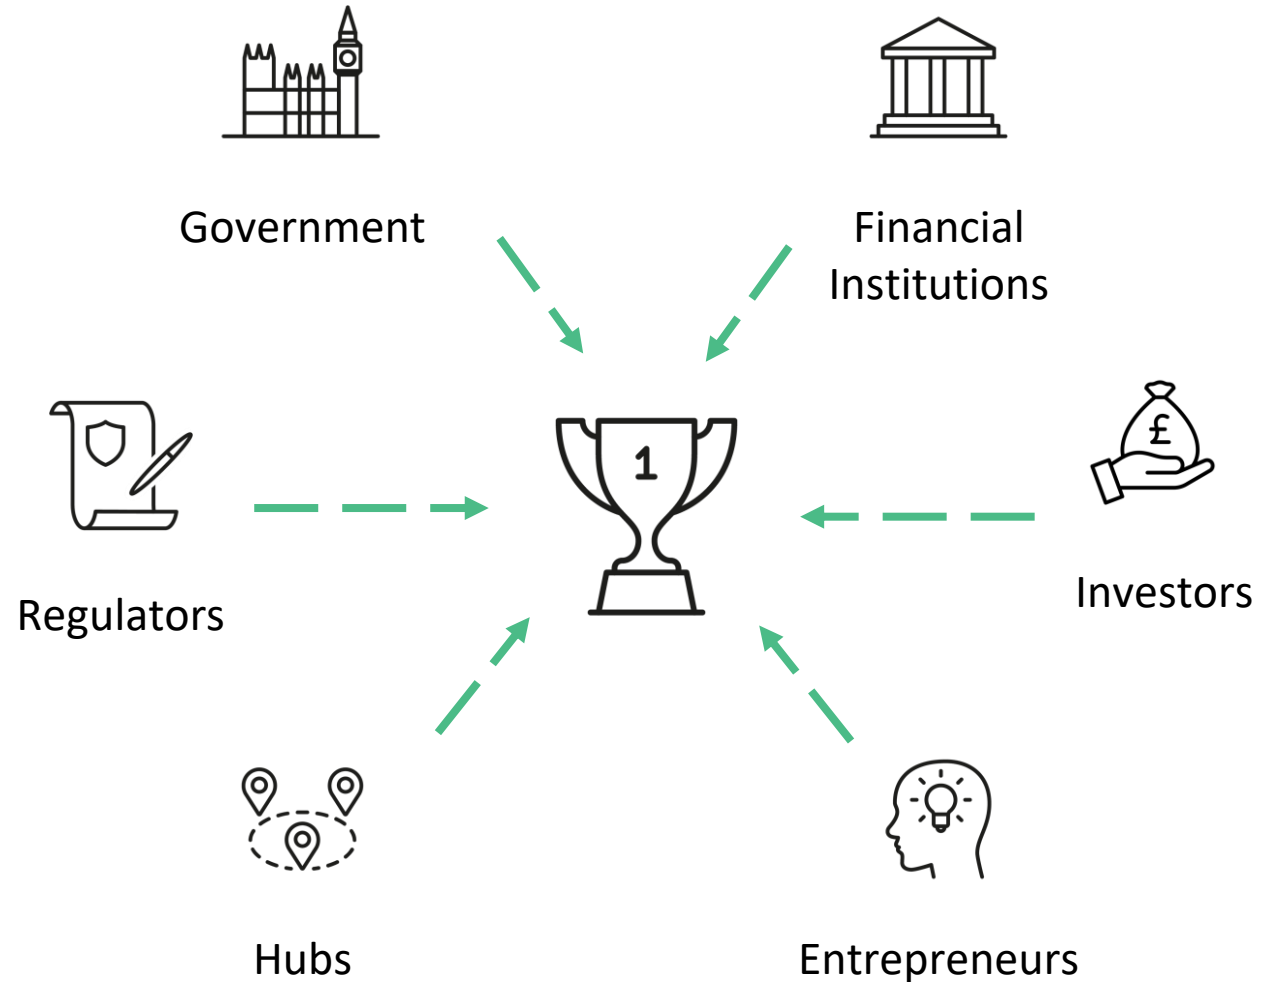 Government
Financial
Institutions
1
£
Regulators
Investors
Hubs
Entrepreneurs